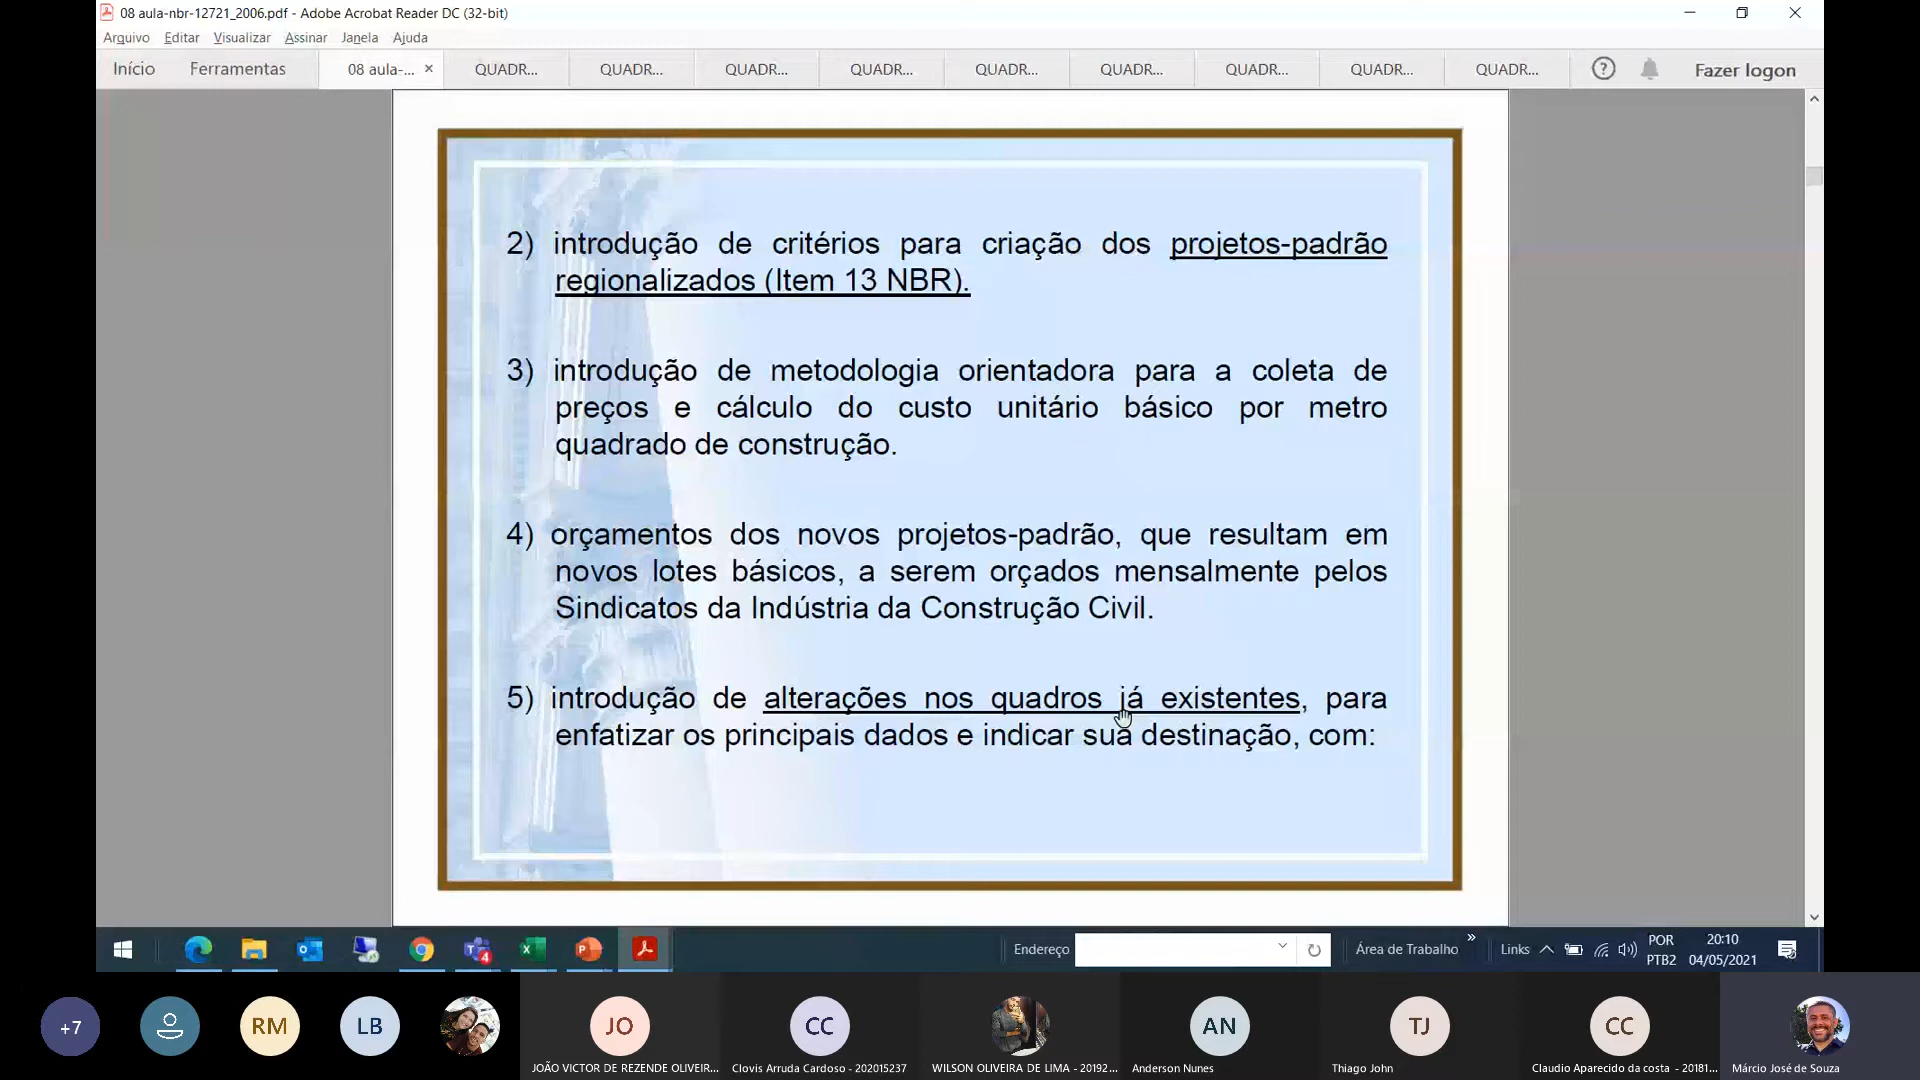 08 aula-nbr-12721_2006.pdf - Adobe Acrobat Reader DC (32-bit)
Arquivo Editar Visualizar Assinar Janela Ajuda
Início Ferramentas 08 aula-... × QUADR... QUADR... QUADR... QUADR... QUADR... QUADR... QUADR... QUADR... QUADR... ? Fazer logon
2) introdução de critérios para criação dos projetos-padrão
regionalizados (Item 13 NBR).
3) introdução de metodologia orientadora para a coleta de
preços e cálculo do custo unitário básico por metro
quadrado de construção.
4) orçamentos dos novos projetos-padrão, que resultam em
novos lotes básicos, a serem orçados mensalmente pelos
Sindicatos da Indústria da Construção Civil.
5) introdução de alterações nos quadros já existentes, para
enfatizar os principais dados e indicar sua destinação, com:
4
Endereço Área de Trabalho » Links
POR 20:10
PTB2 04/05/2021
+7 RM LB JO CC AN TJ CC
JOÃO VICTOR DE REZENDE OLIVEIR... Clovis Arruda Cardoso - 202015237 WILSON OLIVEIRA DE LIMA - 20192... Anderson Nunes Thiago John Claudio Aparecido da costa - 20181... Márcio José de Souza